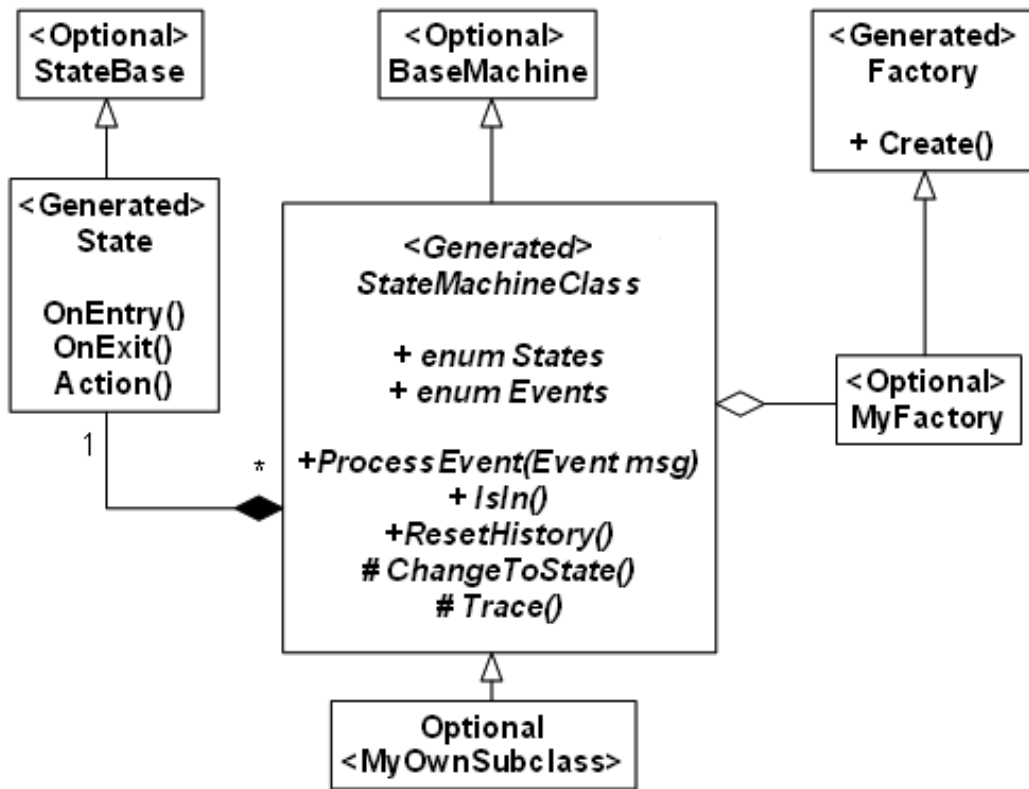 <Optional>
StateBase
<Optional>
BaseMachine
<Generated>
Factory
+ Create()
<Generated>
State
OnEntry()
OnExit()
Action()
1
*
<Generated>
StateMachineClass
+ enum States
+ enum Events
+ProcessEvent(Event msg)
+ IsIn()
+ResetHistory()
# ChangeToState()
# Trace()
<Optional>
MyFactory
Optional
<MyOwnSubclass>